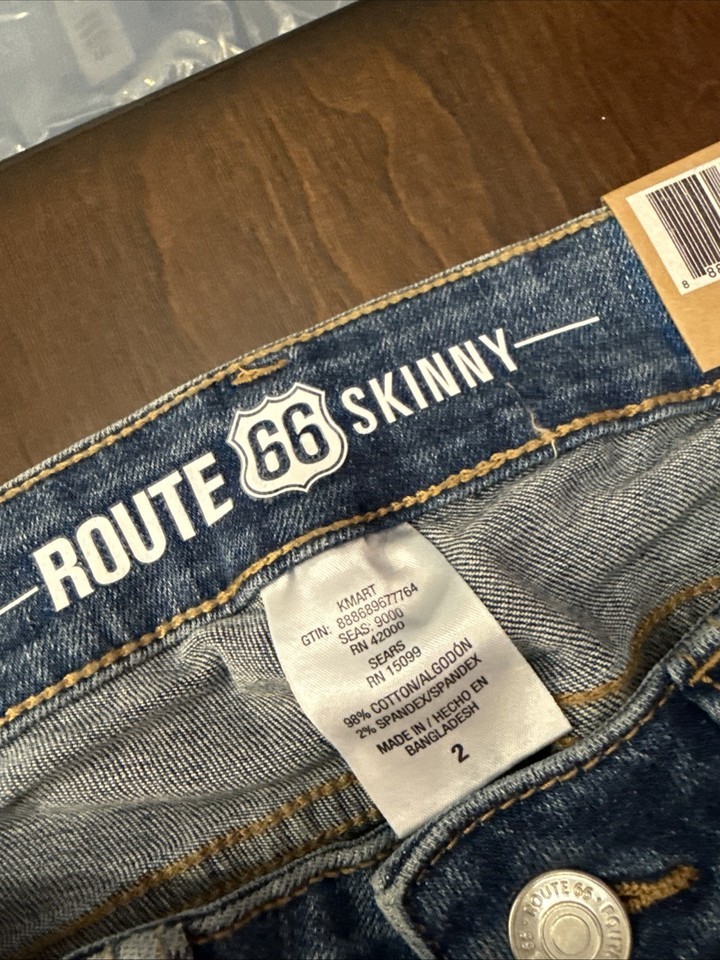 ROUTE 66 SKINNY
KMART
GTIN: 888689677764
SEAS: 9000
RN 42000
SEARS
RN 15099
98% COTTON/ALGODÓN
2% SPANDEX/SPANDEX
MADE IN / HECHO EN
BANGLADESH
2
ROUTE 66